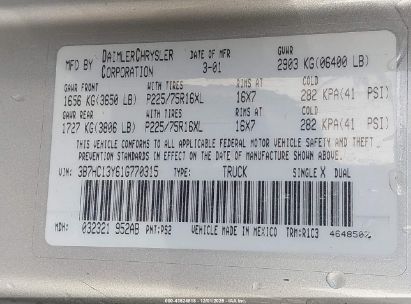 MFD BY DAIMLERCHRYSLER CORPORATION DATE OF MFR 3-01 GVWR 2903 KG(06400 LB)
GAWR FRONT WITH TIRES RIMS AT COLD
1656 KG(3650 LB) P225/75R16XL 16X7 282 KPA(41 PSI)
GAWR REAR WITH TIRES RIMS AT COLD
1727 KG(3806 LB) P225/75R16XL 16X7 282 KPA(41 PSI)
THIS VEHICLE CONFORMS TO ALL APPLICABLE FEDERAL MOTOR VEHICLE SAFETY AND THEFT
PREVENTION STANDARDS IN EFFECT ON THE DATE OF MANUFACTURE SHOWN ABOVE.
VIN: 3B7HC13Y61G770315 TYPE: TRUCK SINGLE X DUAL
MDH: 032321 952AB PNT: PS2 VEHICLE MADE IN MEXICO TRM: R1C3 4648502